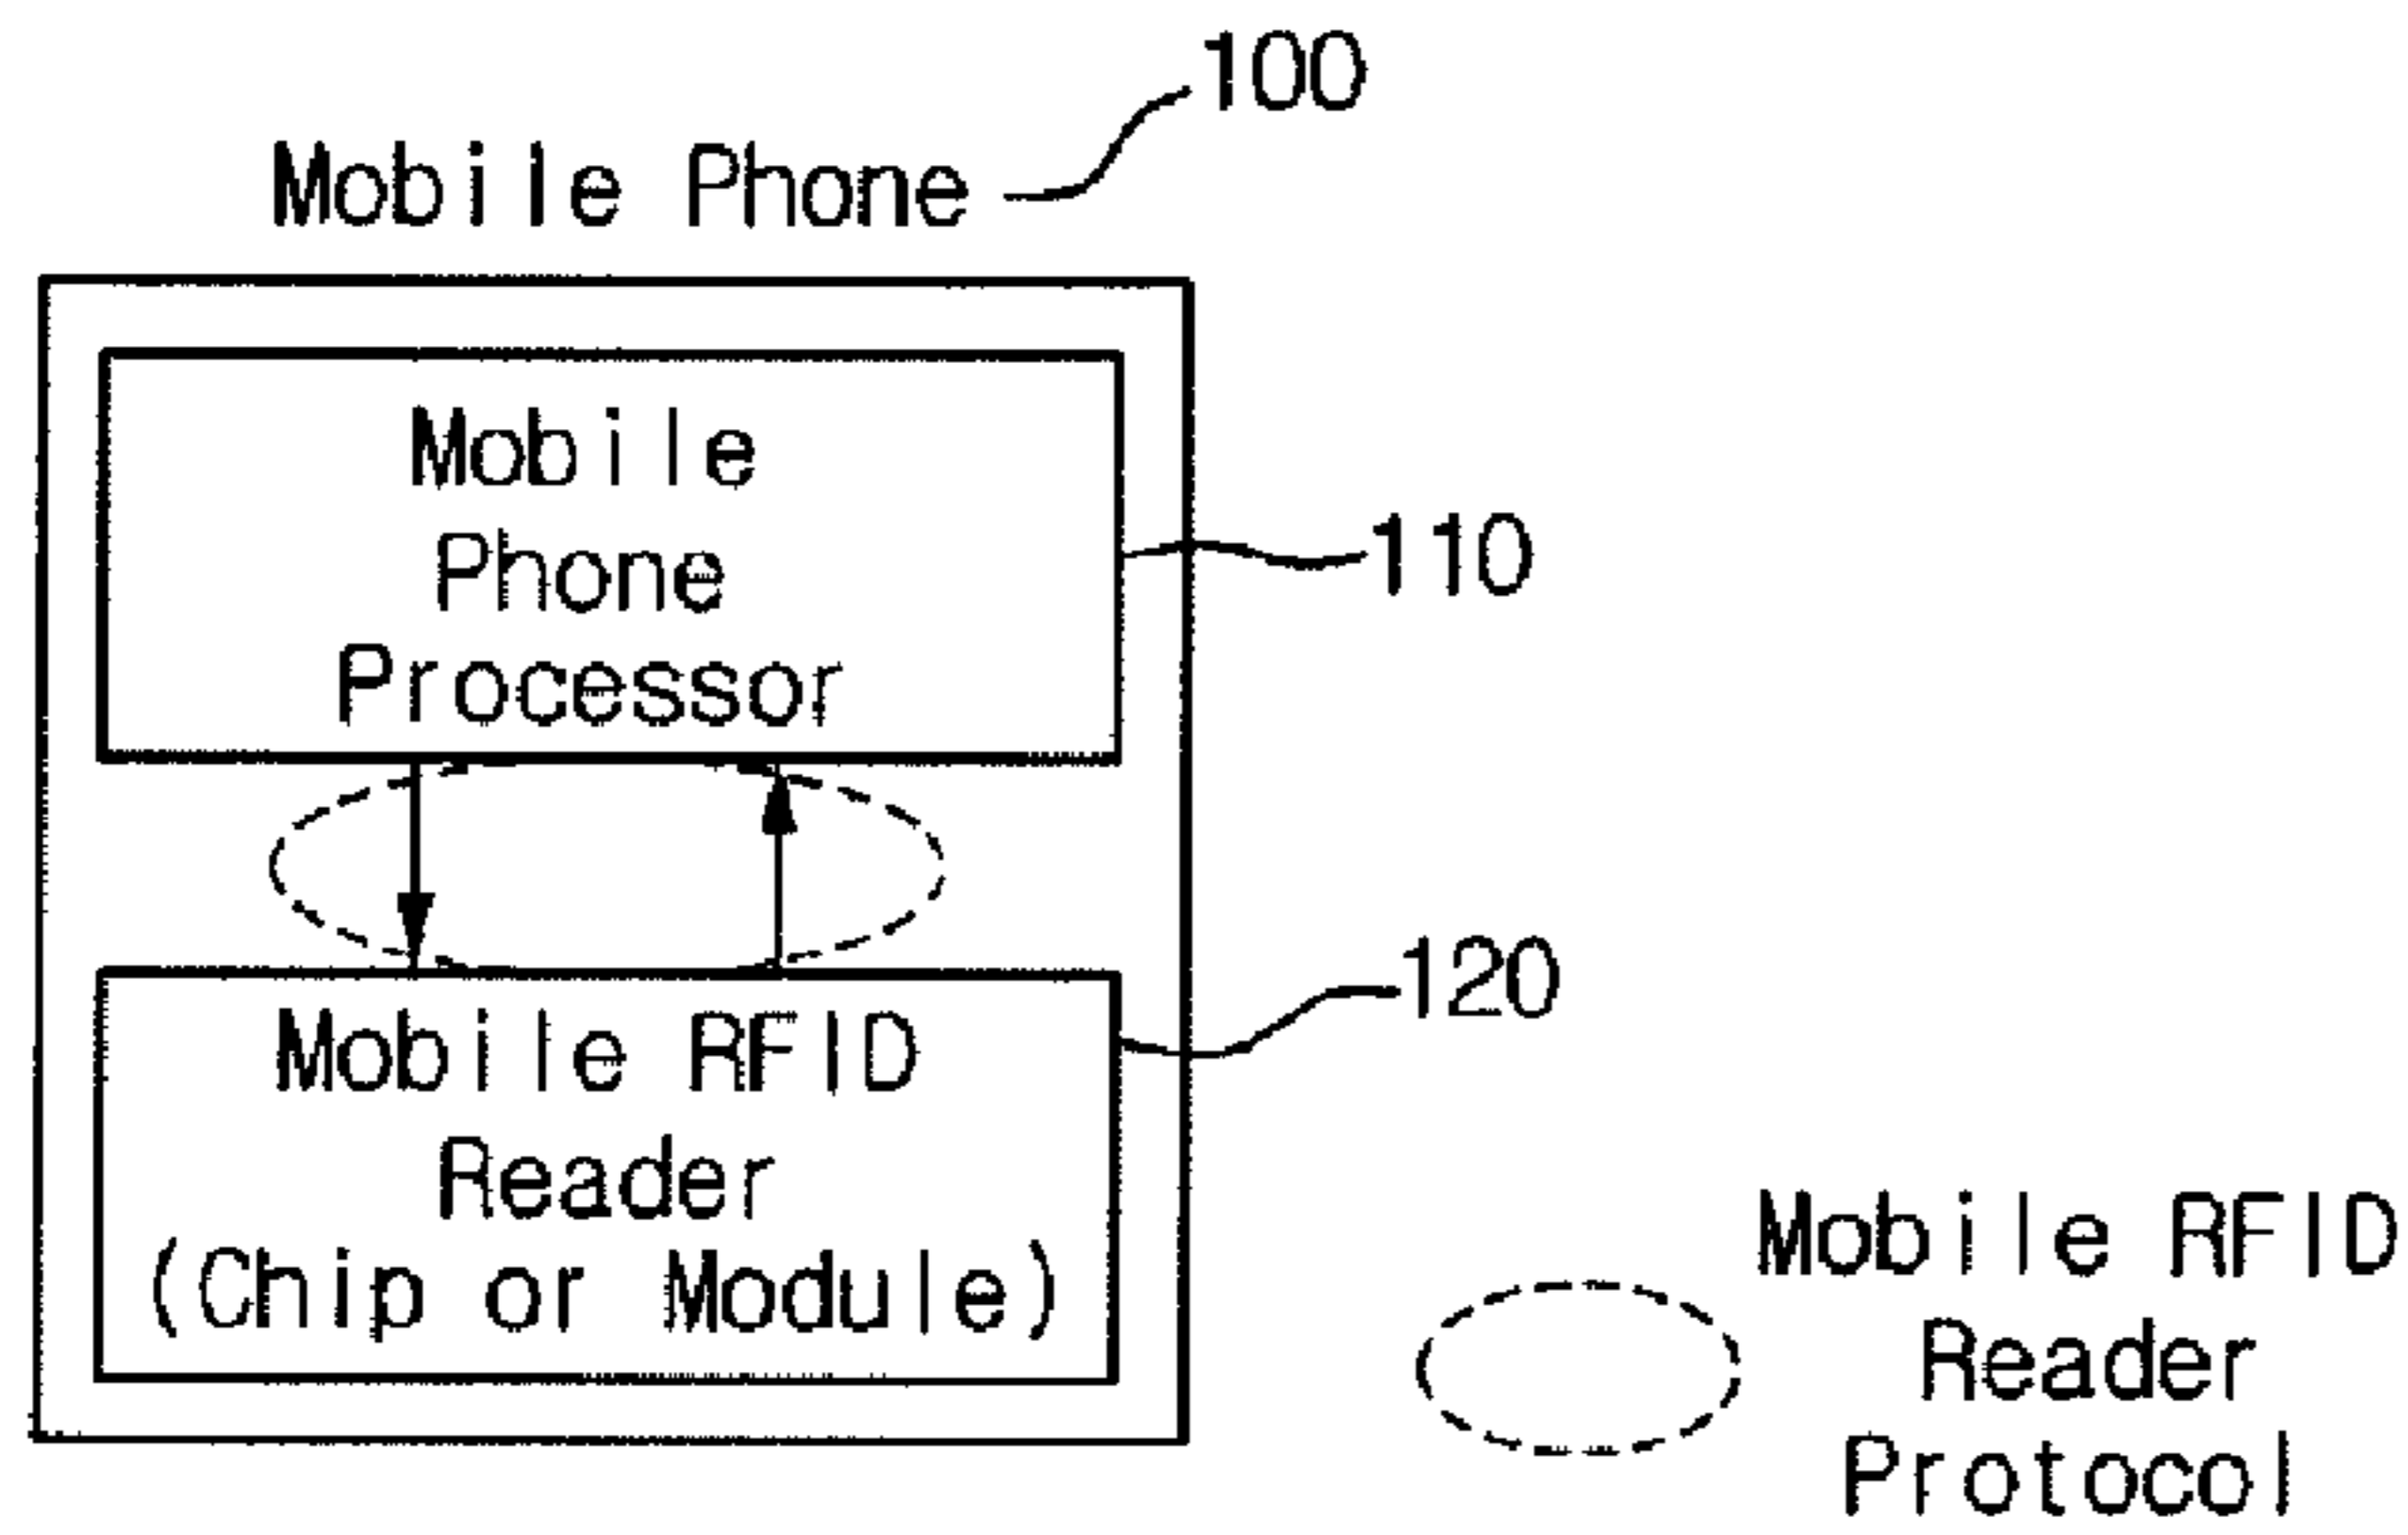 100
Mobile Phone
Mobile
Phone
Processor
110
120
Mobile RFID
Reader
(Chip or Module)
Mobile RFID
Reader
Protocol